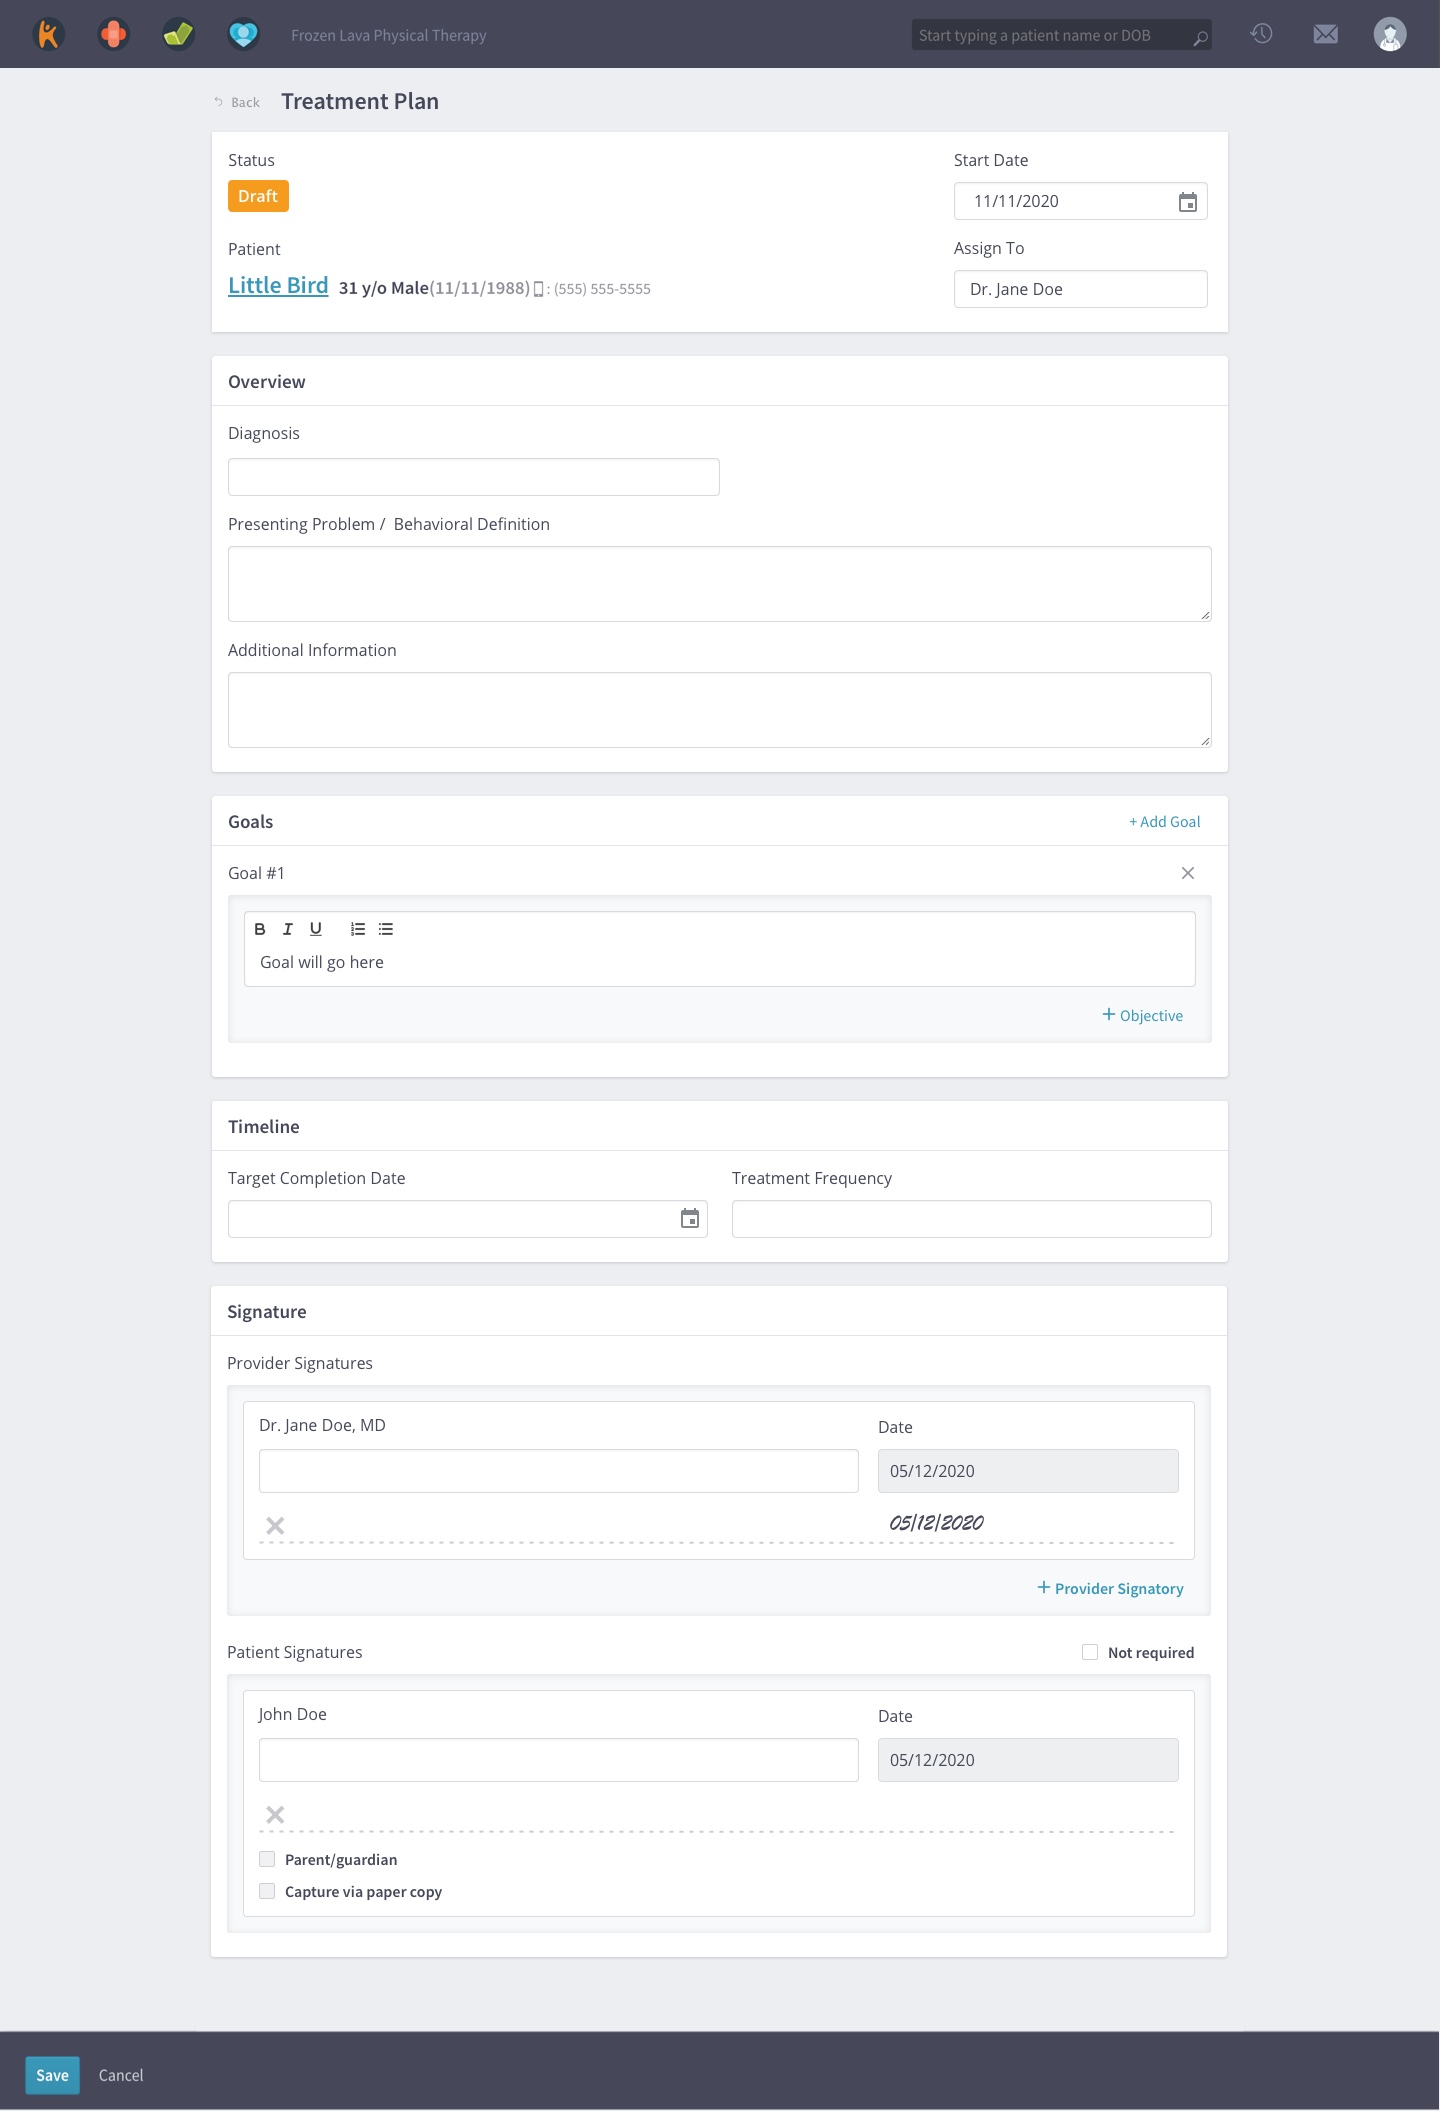 Frozen Lava Physical Therapy
Start typing a patient name or DOB
Back
Treatment Plan
Status
Start Date
Draft
11/11/2020
Patient
Assign To
Little Bird 31 y/o Male(11/11/1988) : (555) 555-5555
Dr. Jane Doe
Overview
Diagnosis
Presenting Problem / Behavioral Definition
Additional Information
Goals
+ Add Goal
Goal #1
B I U
Goal will go here
+ Objective
Timeline
Target Completion Date
Treatment Frequency
Signature
Provider Signatures
Dr. Jane Doe, MD
Date
05/12/2020
05/12/2020
+ Provider Signatory
Patient Signatures
Not required
John Doe
Date
05/12/2020
Parent/guardian
Capture via paper copy
Save
Cancel